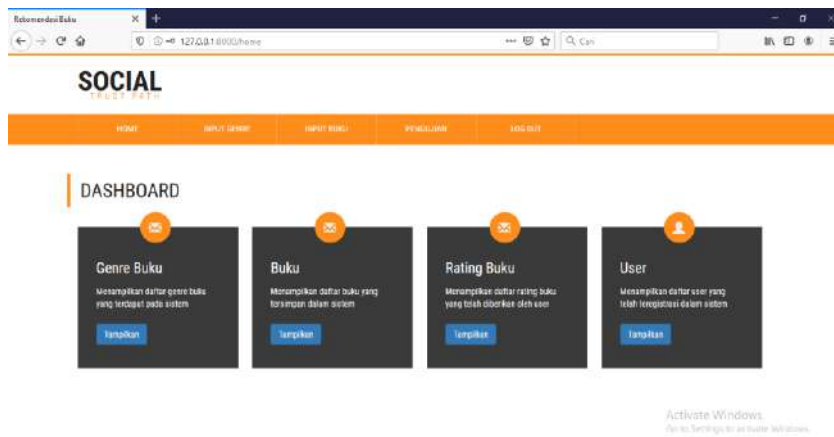 Rekomendasi Buku
127.0.0.1:8000/home
Cari
SOCIAL
TRUST PATH
HOME
INPUT GENRE
INPUT BUKU
PENGUJIAN
LOG OUT
DASHBOARD
Genre Buku
Menampilkan daftar genre buku
yang terdapat pada sistem
Tampilkan
Buku
Menampilkan daftar buku yang
tersimpan dalam sistem
Tampilkan
Rating Buku
Menampilkan daftar rating buku
yang telah diberikan oleh user
Tampilkan
User
Menampilkan daftar user yang
telah teregistrasi dalam sistem
Tampilkan
Activate Windows
Go to Settings to activate Windows.